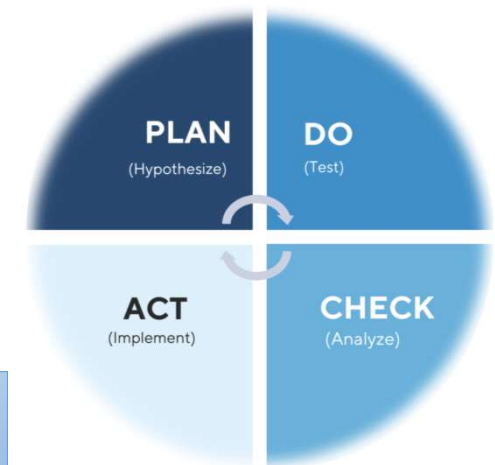 PLAN
(Hypothesize)
DO
(Test)
ACT
(Implement)
CHECK
(Analyze)